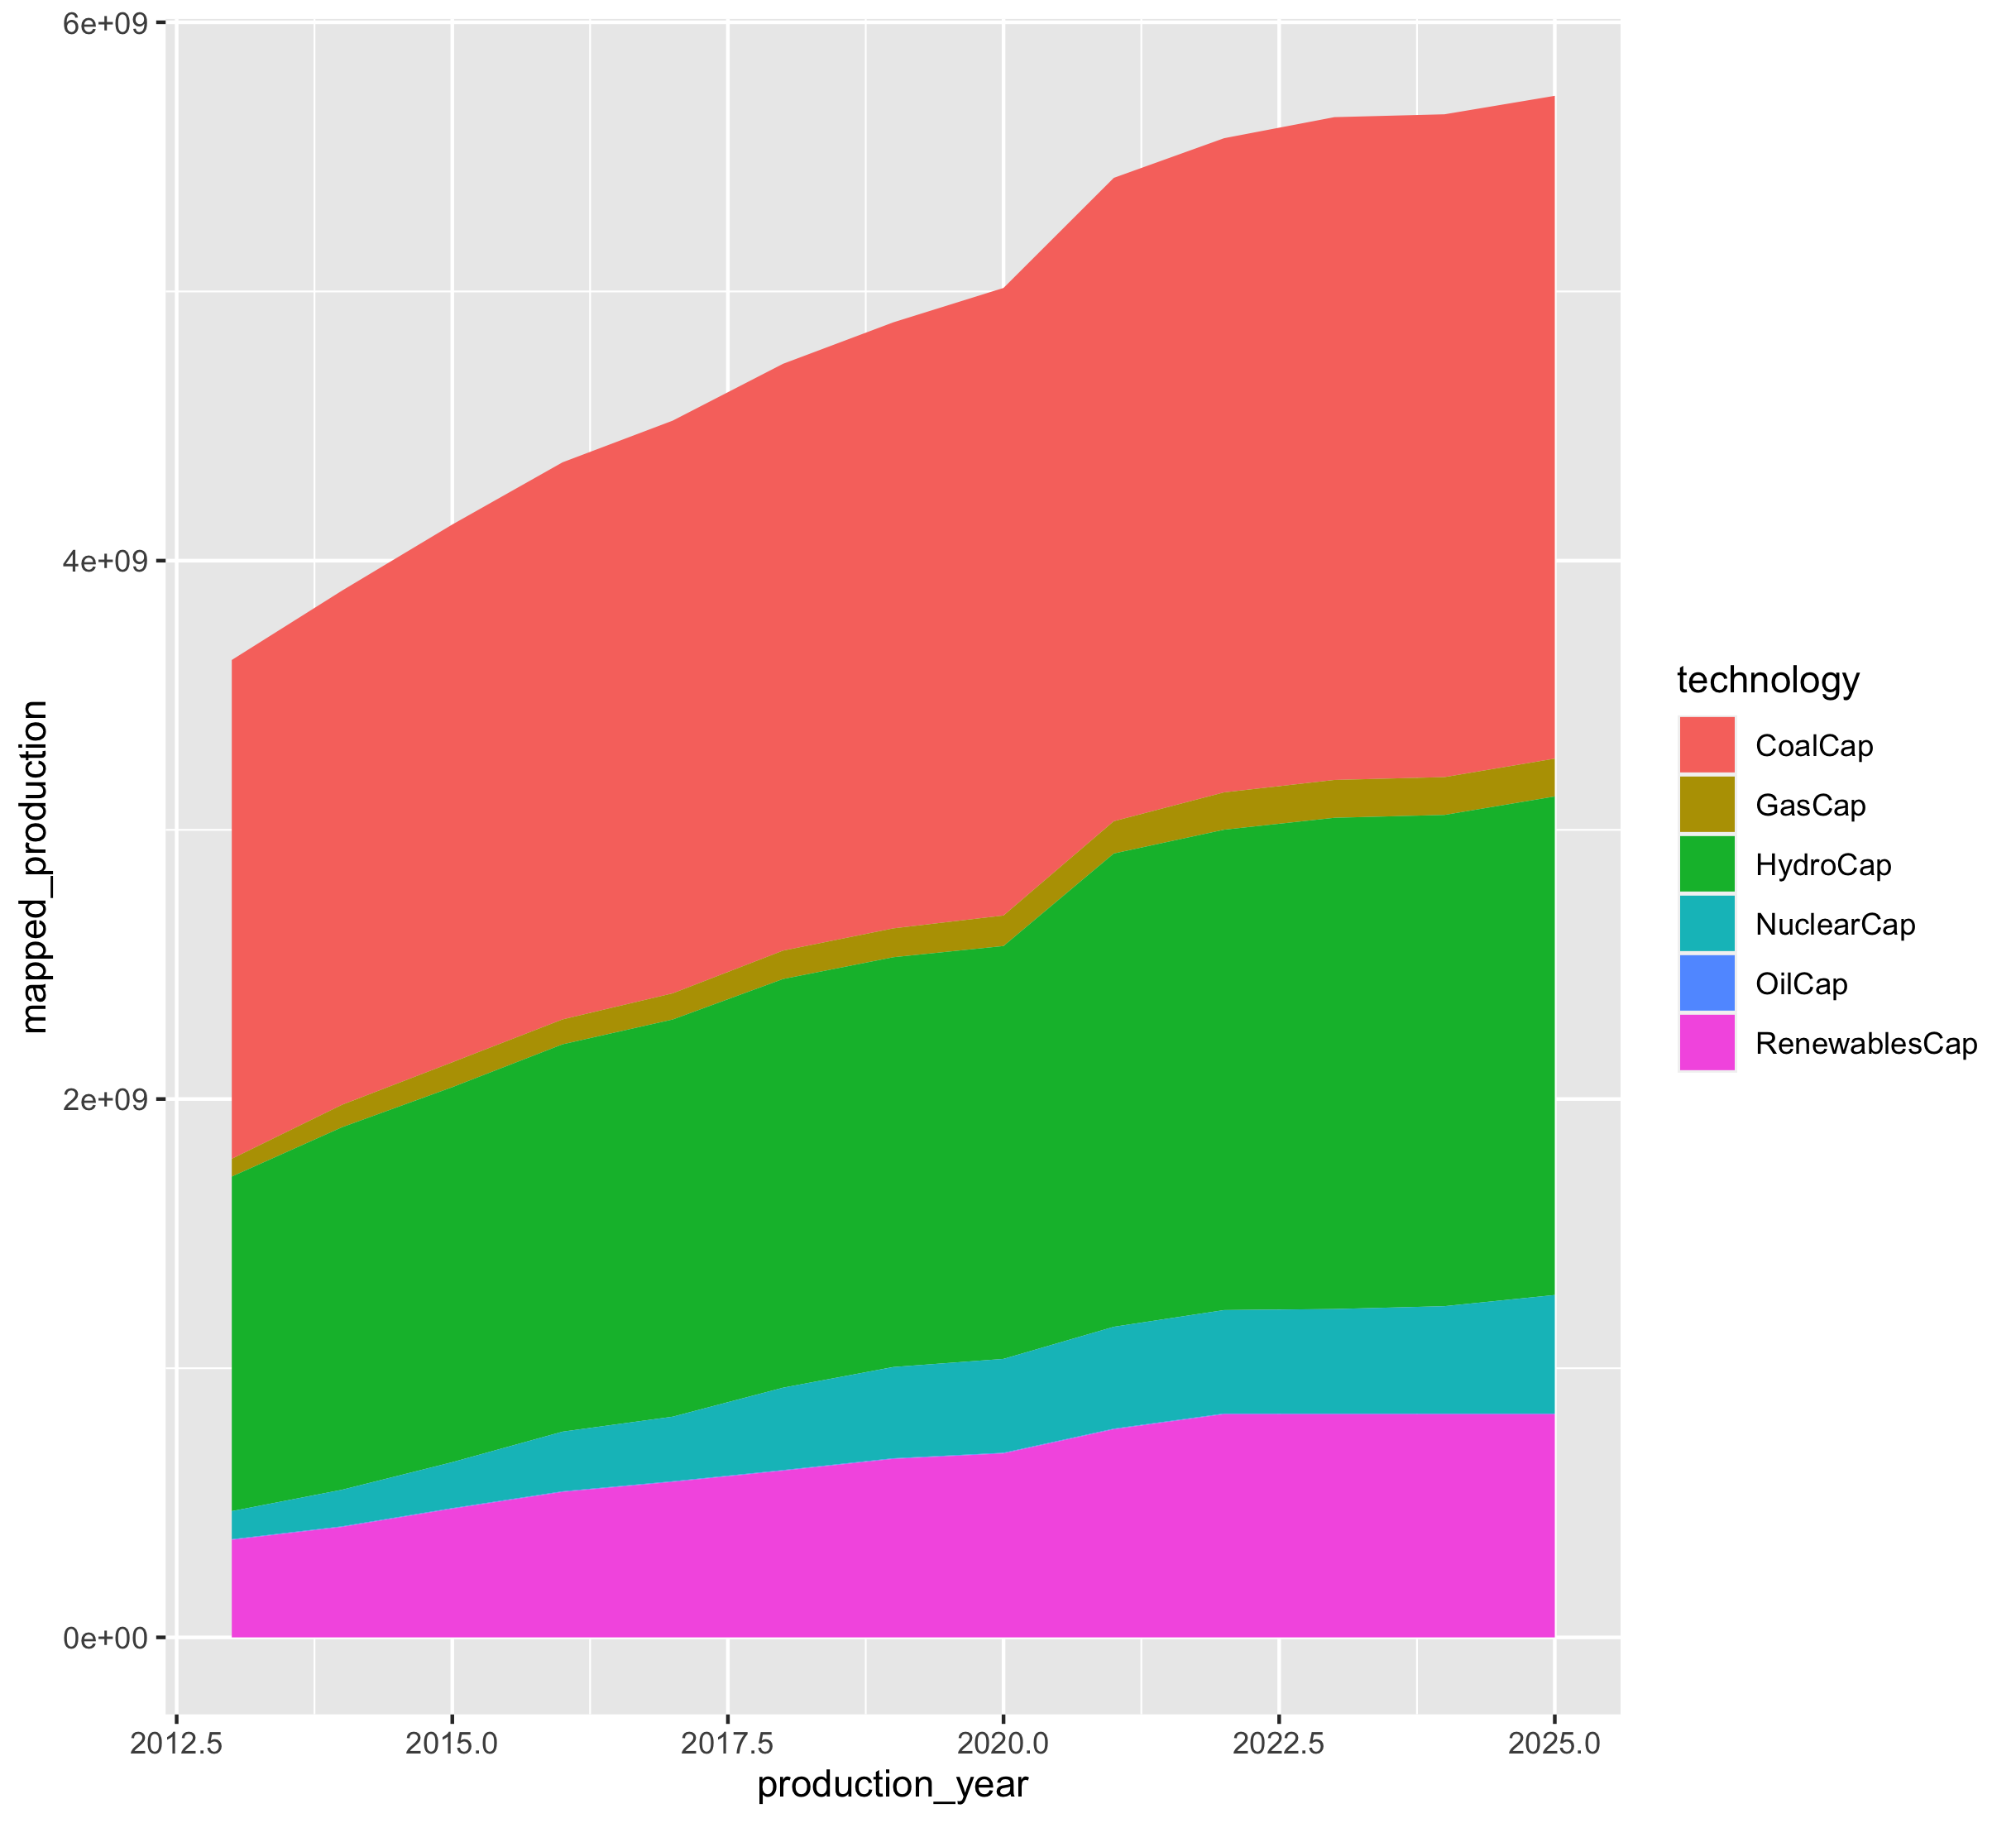 6e+09
4e+09
2e+09
0e+00
mapped_production
2012.5
2015.0
2017.5
2020.0
2022.5
2025.0
production_year
technology
CoalCap
GasCap
HydroCap
NuclearCap
OilCap
RenewablesCap